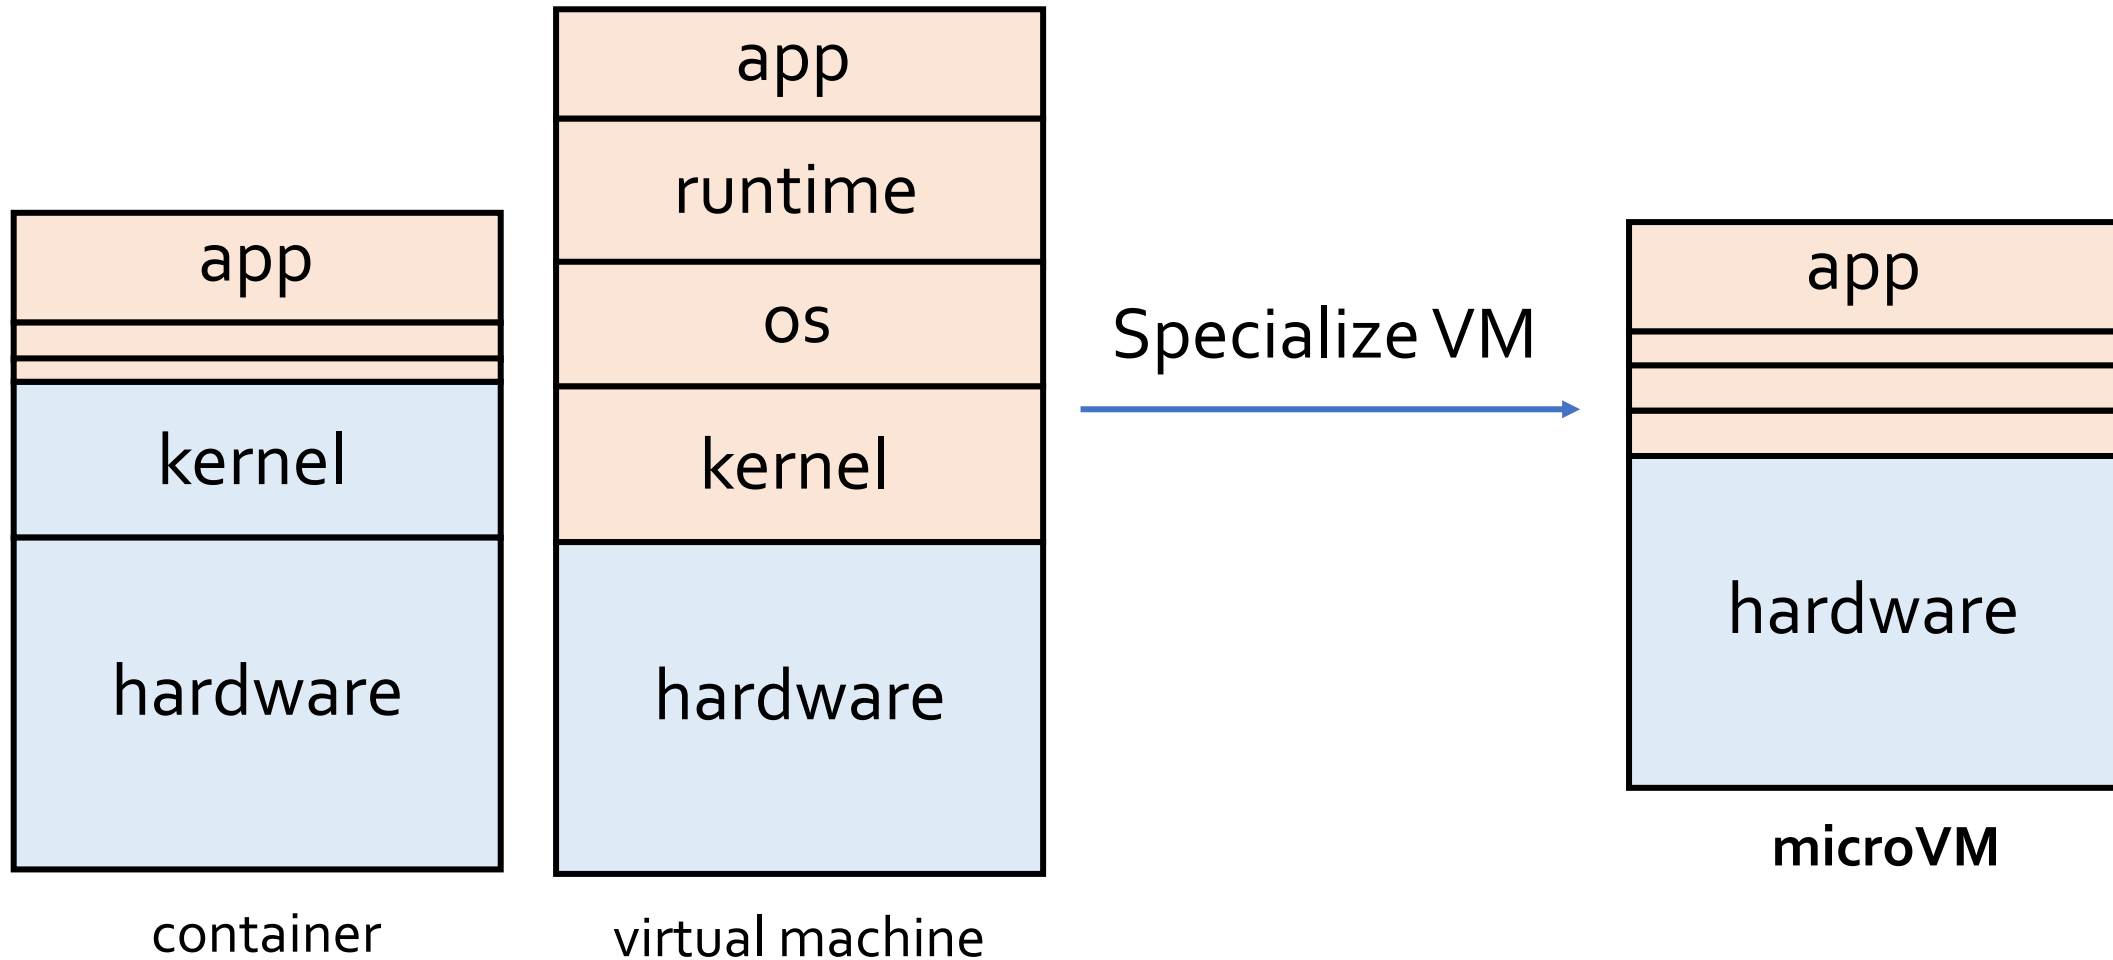 app
kernel
hardware
container
app
runtime
os
kernel
hardware
virtual machine
Specialize VM
app
hardware
microVM